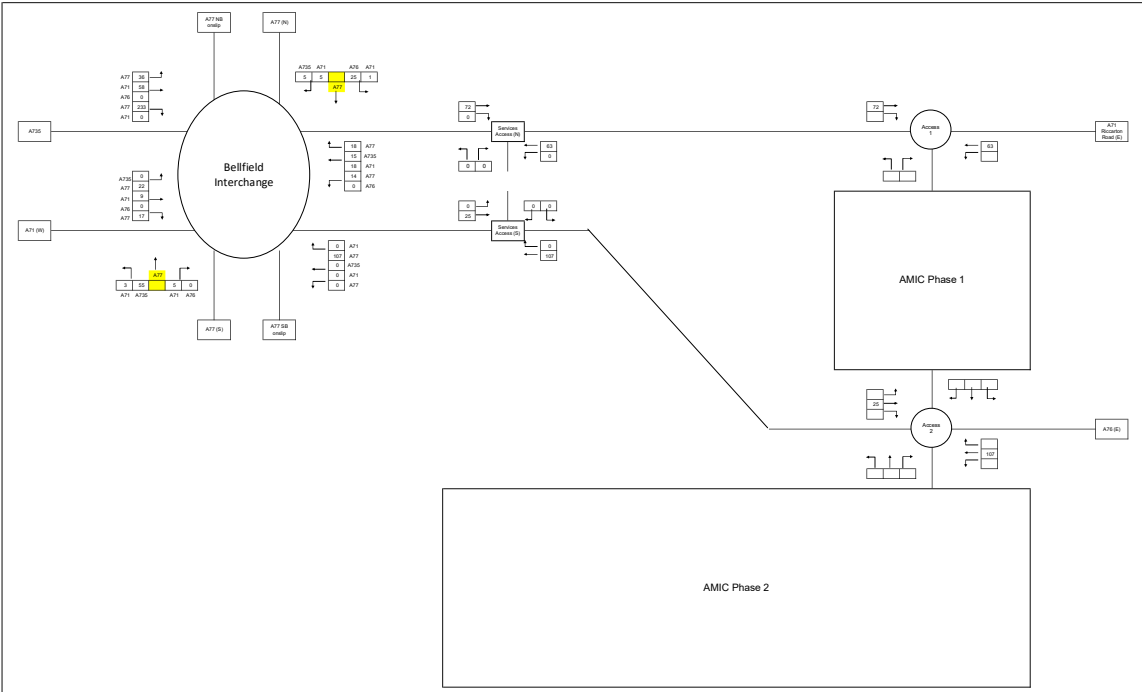 A77 NB
onslip
A77 (N)
A735 A71 A76 A71
5 5 25 1
A77
A77 36
A71 58
A76 0
A77 233
A71 0
A735
Bellfield
Interchange
18 A77
15 A735
18 A71
14 A77
0 A76
72
0
Services
Access (N)
63
0
0 0
72
Access
1
63
A71
Riccarton
Road (E)
A735 0
A77 22
A71 9
A76 0
A77 17
A71 (W)
0
25
0 0
Services
Access (S)
0
107
0 A71
107 A77
0 A735
0 A71
0 A77
A77
3 55 5 0
A71 A735 A71 A76
A77 (S)
A77 SB
onslip
AMIC Phase 1
25
Access
2
107
A76 (E)
AMIC Phase 2